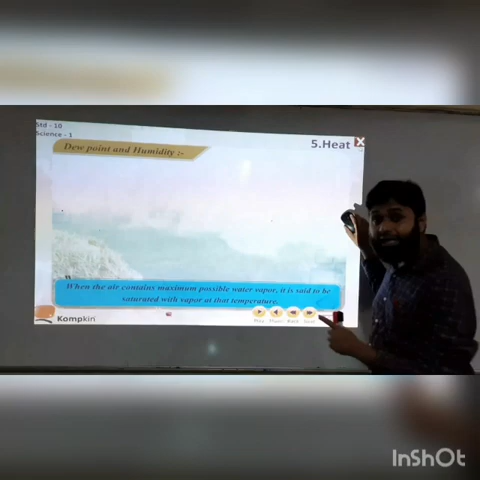 Std - 10
Science - 1
5.Heat
Dew point and Humidity :-
When the air contains maximum possible water vapor, it is said to be
saturated with vapor at that temperature.
Kompkin
InShOt